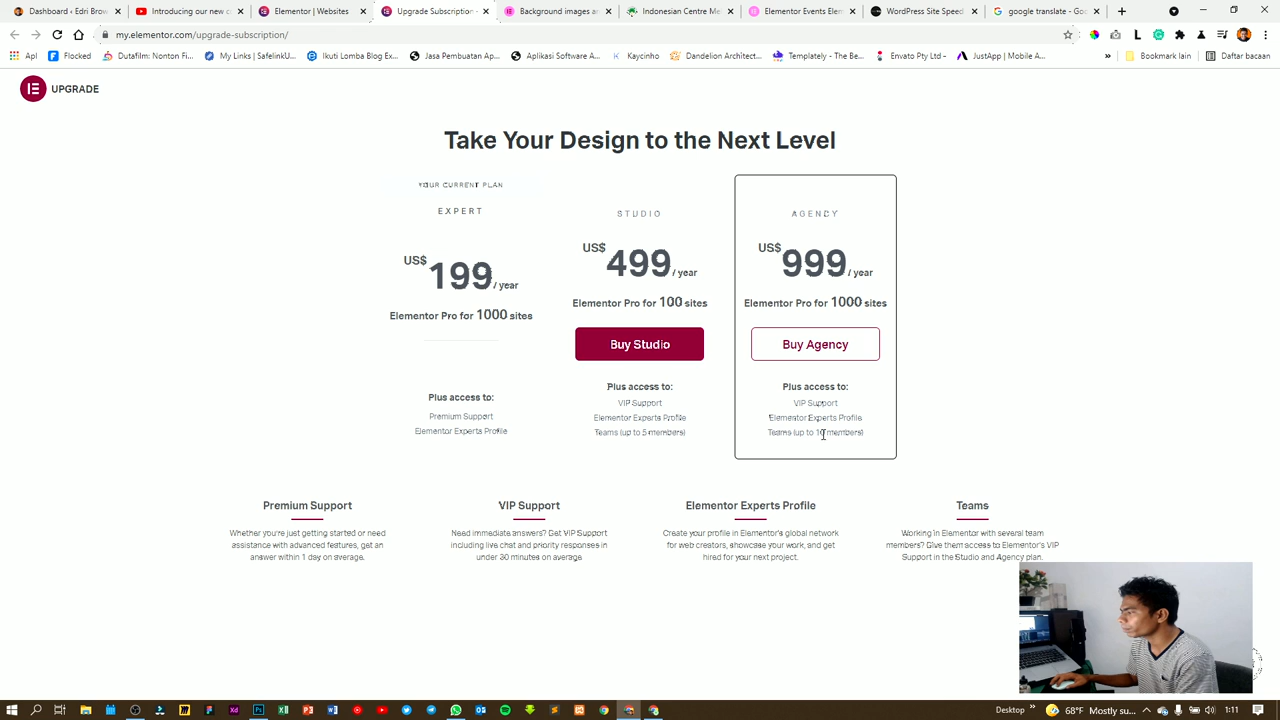 Dashboard ‹ Erdi Brow
Introducing our new c
Elementor | Websites
Upgrade Subscription
Background images a
Indonesian Centre Me
Elementor Events Elem
WordPress Site Speed
google translate - Goo
my.elementor.com/upgrade-subscription/
Apl
Flocked
Dutafilm: Nonton Fi...
My Links | SafelinkU...
Ikuti Lomba Blog Ex...
Jasa Pembuatan Ap...
Aplikasi Software A...
Kaycinho
Dandelion Architect...
Templately - The Be...
Envato Pty Ltd -
JustApp | Mobile A...
»
Bookmark lain
Daftar bacaan
UPGRADE
Take Your Design to the Next Level
YOUR CURRENT PLAN
EXPERT
US$ 199 / year
Elementor Pro for 1000 sites
Plus access to:
Premium Support
Elementor Experts Profile
STUDIO
US$ 499 / year
Elementor Pro for 100 sites
Buy Studio
Plus access to:
VIP Support
Elementor Experts Profile
Teams (up to 5 members)
AGENCY
US$ 999 / year
Elementor Pro for 1000 sites
Buy Agency
Plus access to:
VIP Support
Elementor Experts Profile
Teams (up to 10 members)
Premium Support
Whether you're just getting started or need
assistance with advanced features, get an
answer within 1 day on average.
VIP Support
Need immediate answers? Get VIP Support
including live chat and priority responses in
under 30 minutes on average
Elementor Experts Profile
Create your profile in Elementor's global network
for web creators, showcase your work, and get
hired for your next project.
Teams
Working in Elementor with several team
members? Give them access to Elementor's VIP
Support in the Studio and Agency plan.
Desktop
68°F Mostly su...
1:11